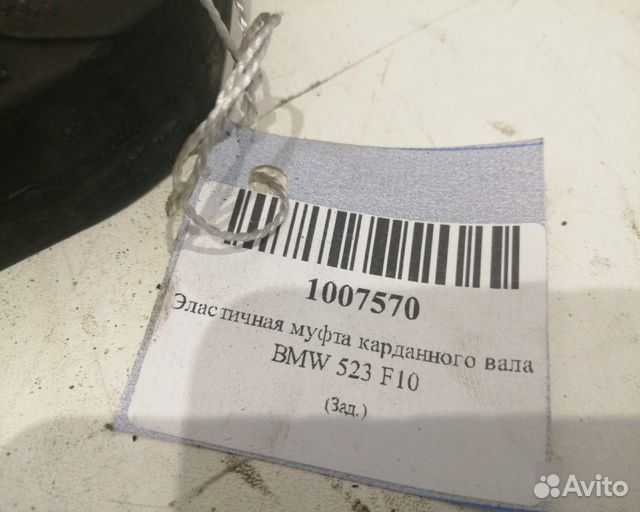 1007570
Эластичная муфта карданного вала
BMW 523 F10
(Зад.)
Avito